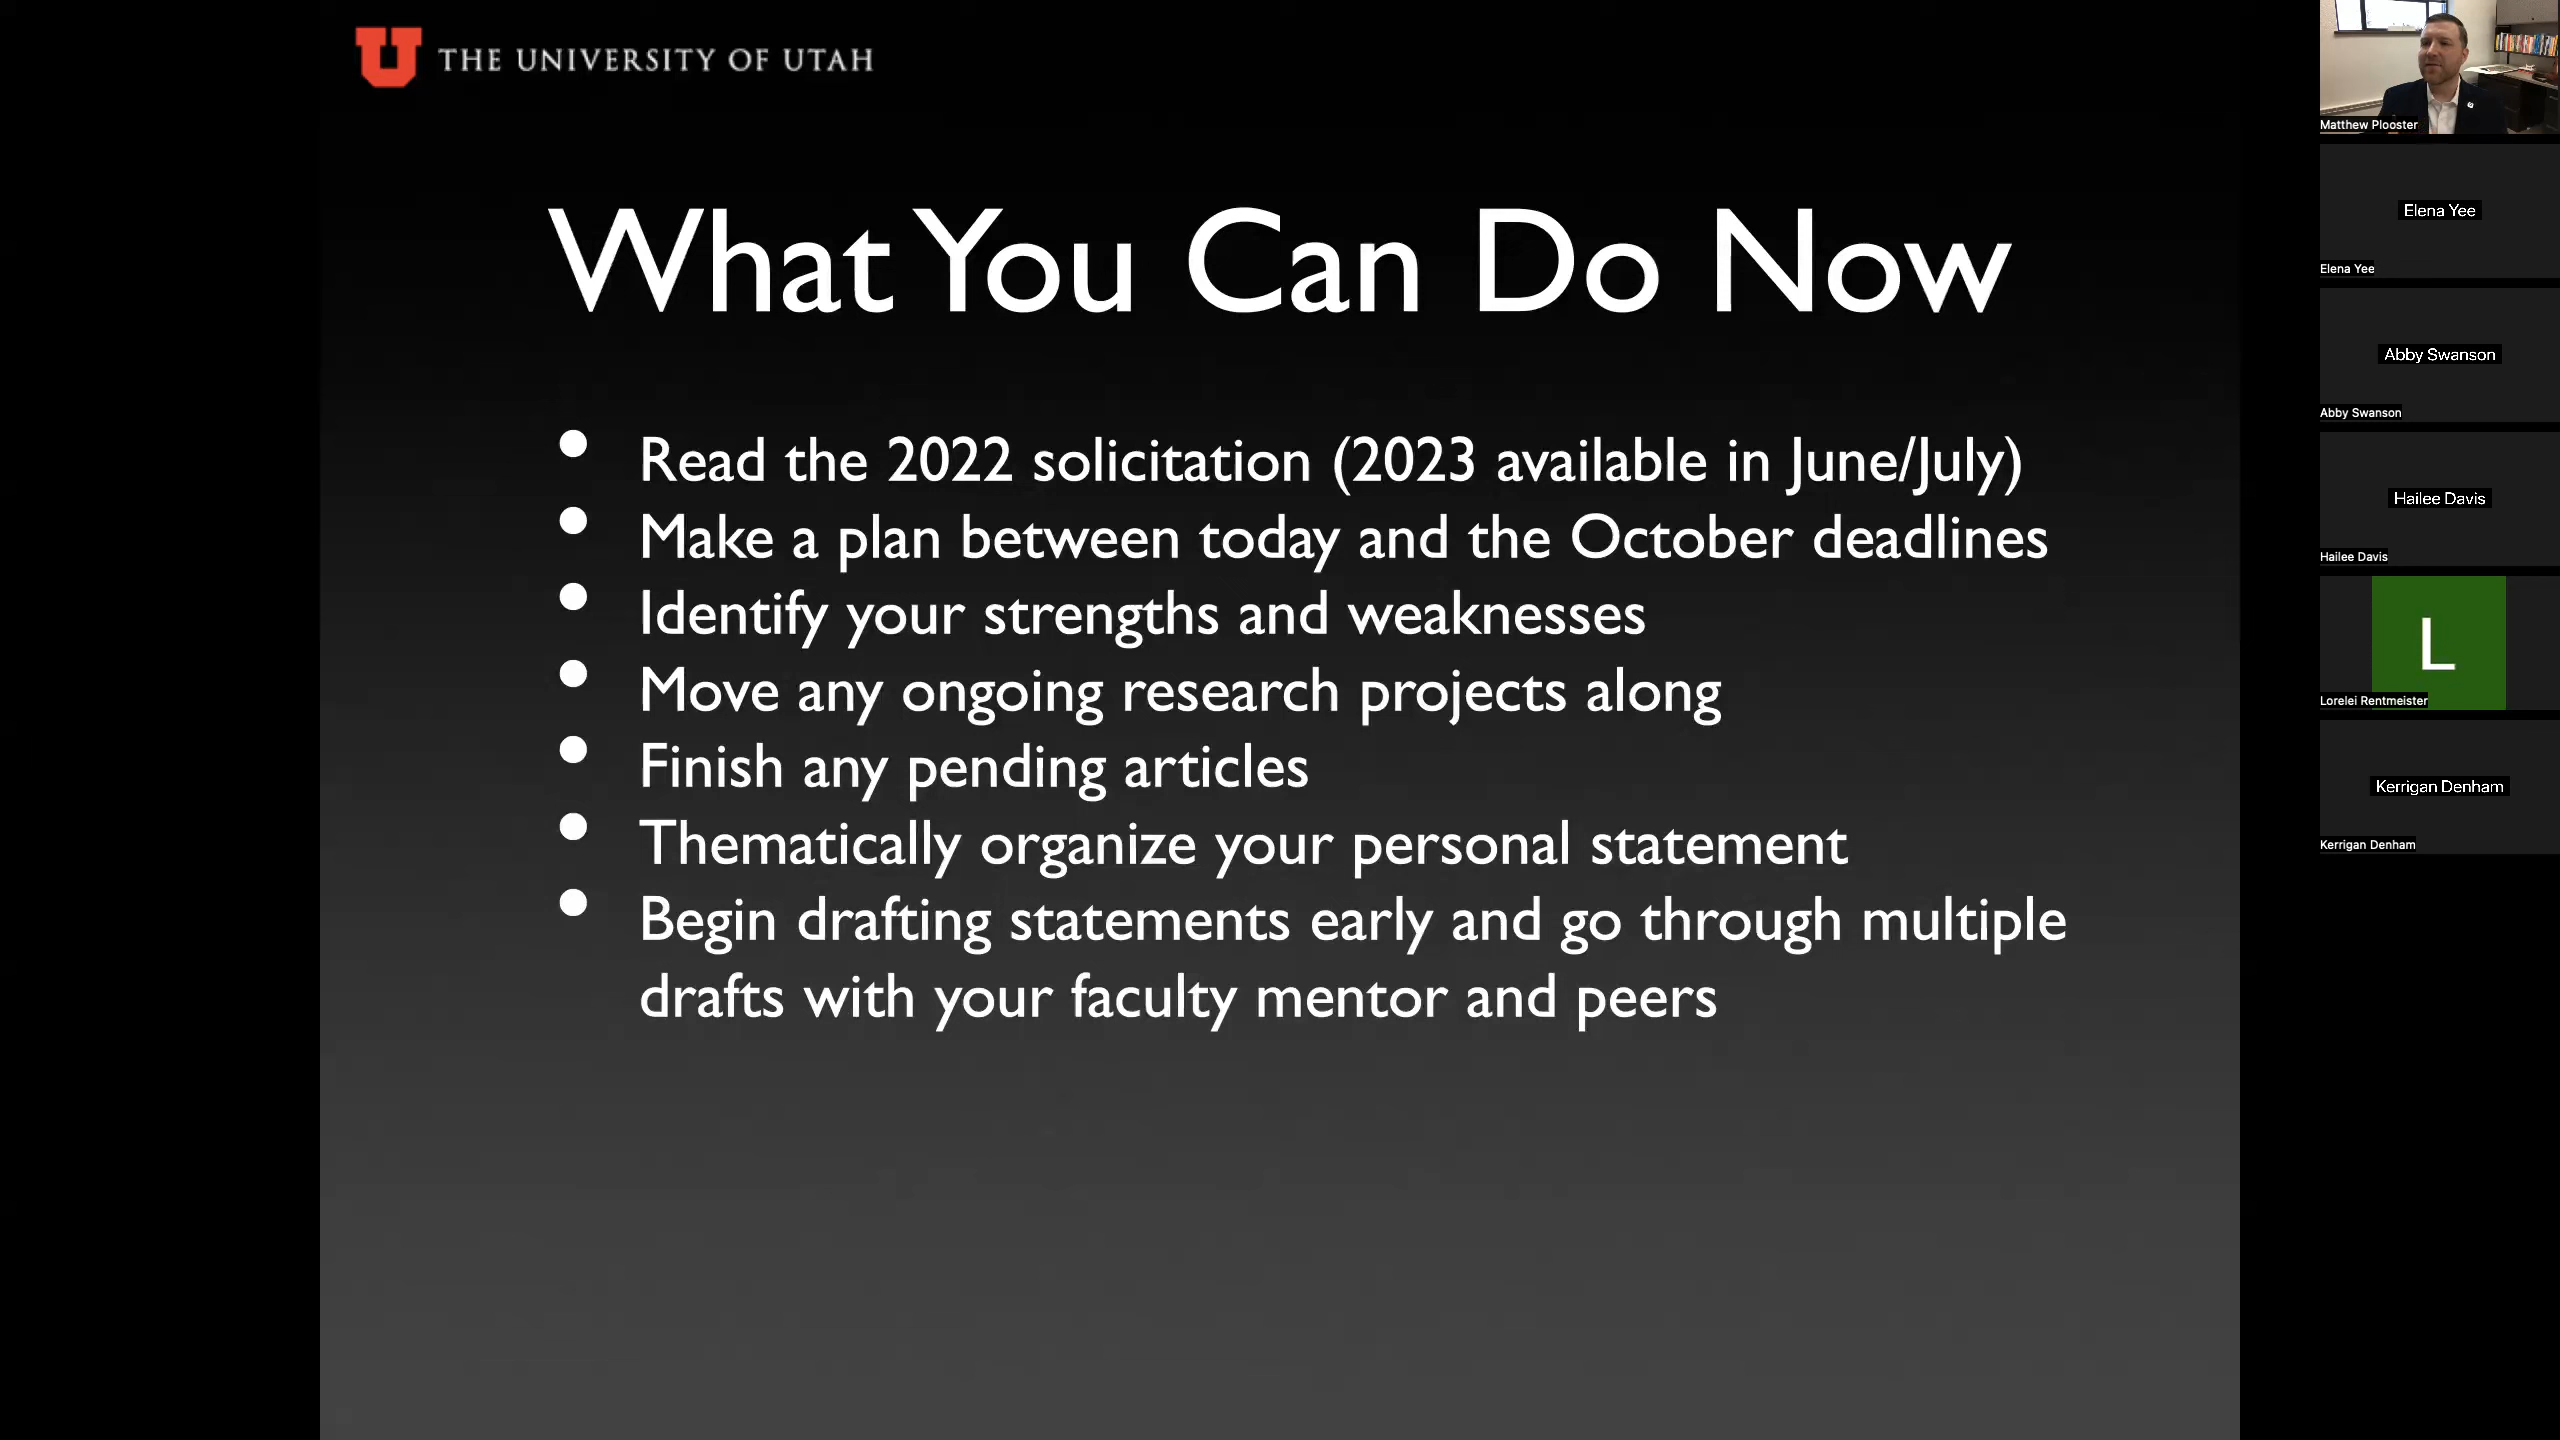 U THE UNIVERSITY OF UTAH
What You Can Do Now
• Read the 2022 solicitation (2023 available in June/July)
• Make a plan between today and the October deadlines
• Identify your strengths and weaknesses
• Move any ongoing research projects along
• Finish any pending articles
• Thematically organize your personal statement
• Begin drafting statements early and go through multiple
drafts with your faculty mentor and peers
Matthew Plooster
Elena Yee
Elena Yee
Abby Swanson
Abby Swanson
Hailee Davis
Hailee Davis
L
Lorelei Rentmeister
Kerrigan Denham
Kerrigan Denham